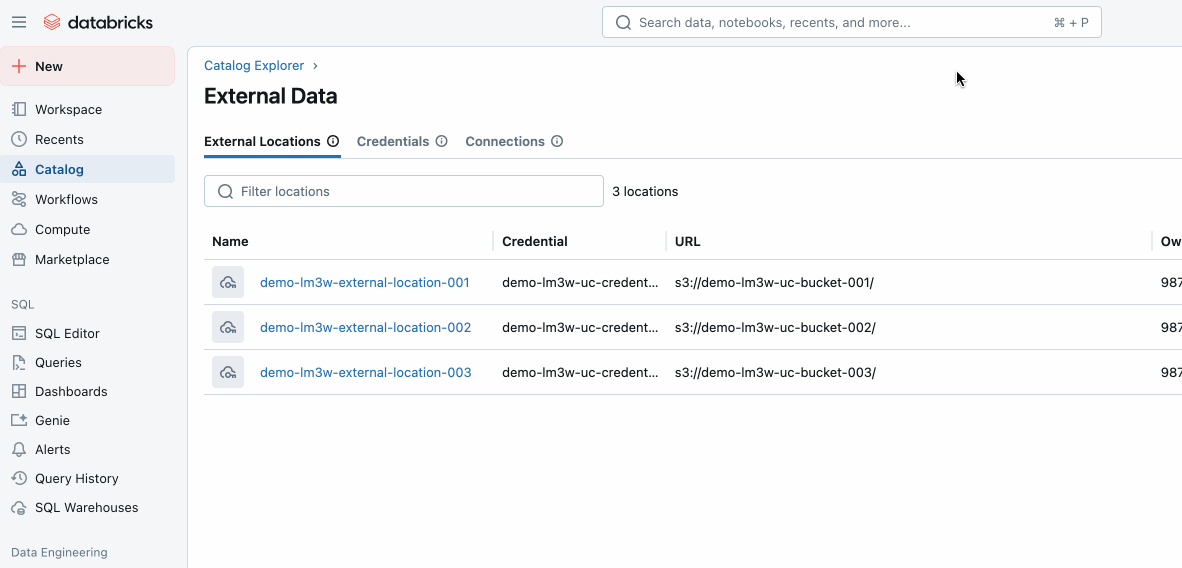 databricks
Search data, notebooks, recents, and more...
⌘ + P
New
Workspace
Recents
Catalog
Workflows
Compute
Marketplace
SQL
SQL Editor
Queries
Dashboards
Genie
Alerts
Query History
SQL Warehouses
Data Engineering
Catalog Explorer ›
External Data
External Locations Credentials Connections
Filter locations 3 locations
Name Credential URL Ow
demo-lm3w-external-location-001 demo-lm3w-uc-credent... s3://demo-lm3w-uc-bucket-001/ 987
demo-lm3w-external-location-002 demo-lm3w-uc-credent... s3://demo-lm3w-uc-bucket-002/ 987
demo-lm3w-external-location-003 demo-lm3w-uc-credent... s3://demo-lm3w-uc-bucket-003/ 987